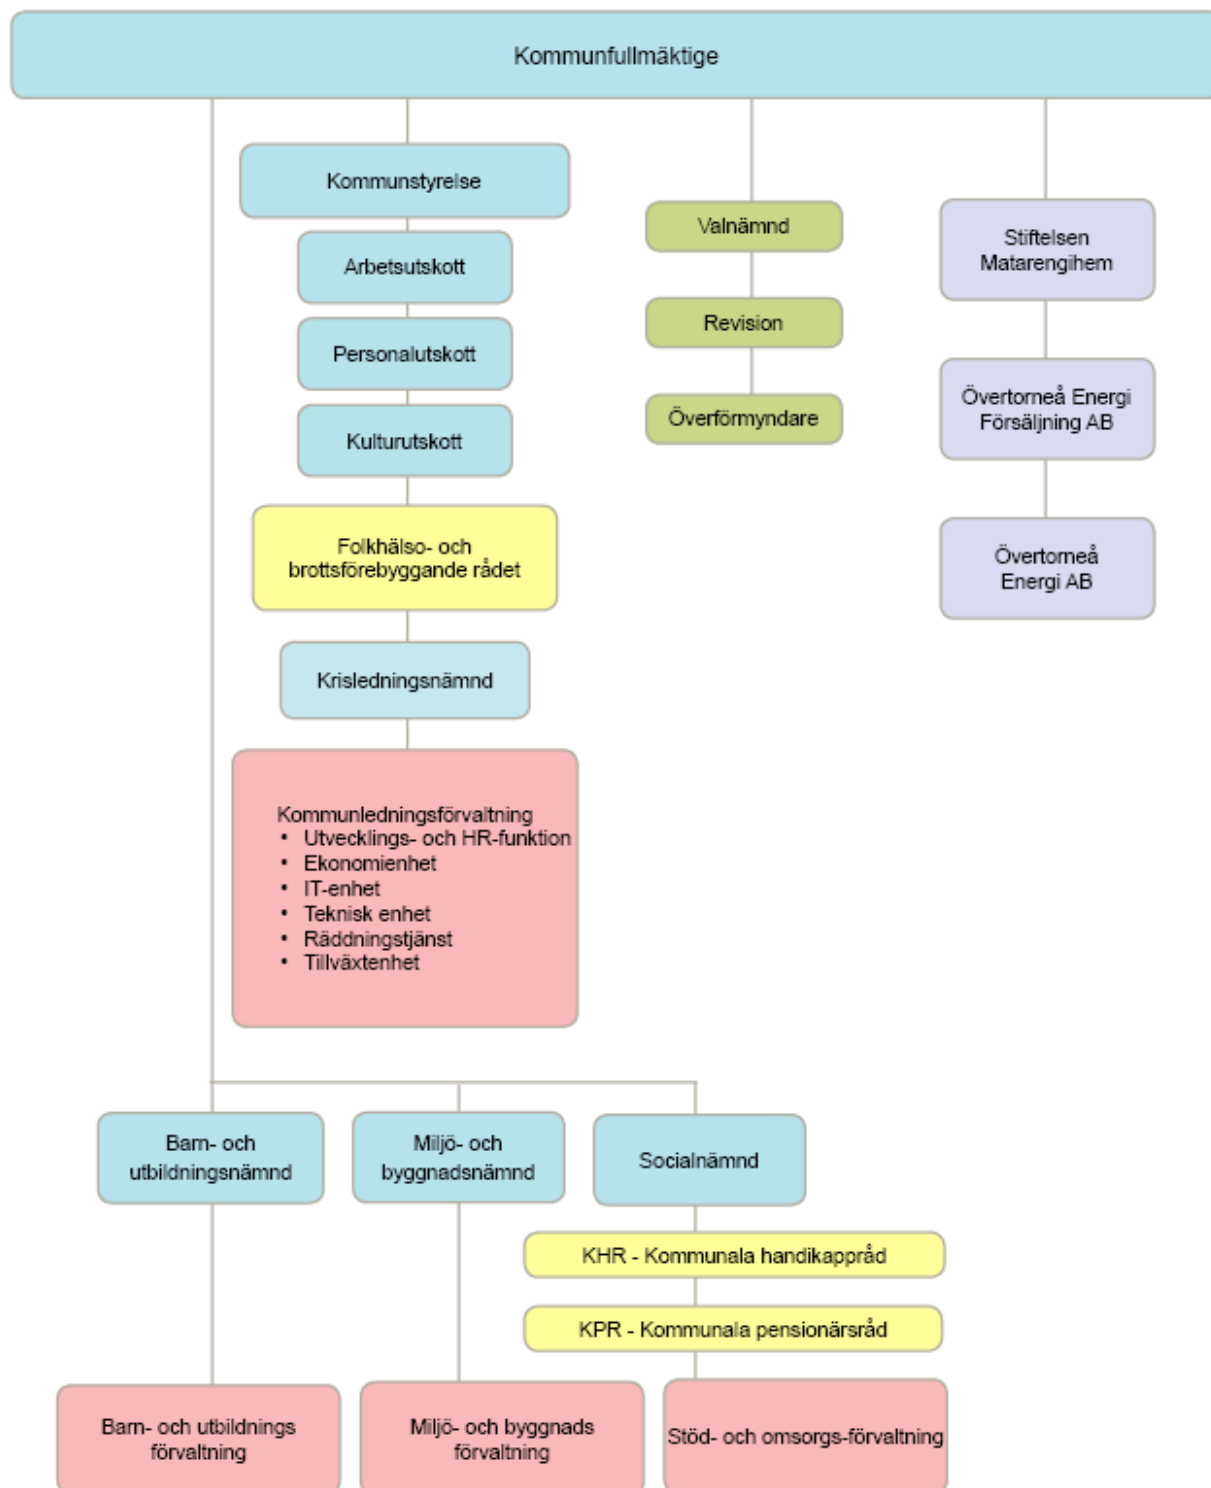 Kommunfullmäktige
Kommunstyrelse
Arbetsutskott
Personalutskott
Kulturutskott
Folkhälso- och
brottsförebyggande rådet
Krisledningsnämnd
Kommunledningsförvaltning
• Utvecklings- och HR-funktion
• Ekonomienhet
• IT-enhet
• Teknisk enhet
• Räddningstjänst
• Tillväxtenhet
Valnämnd
Revision
Överförmyndare
Stiftelsen
Matarengihem
Övertorneå Energi
Försäljning AB
Övertorneå
Energi AB
Barn- och
utbildningsnämnd
Miljö- och
byggnadsnämnd
Socialnämnd
KHR - Kommunala handikappråd
KPR - Kommunala pensionärsråd
Barn- och utbildnings
förvaltning
Miljö- och byggnads
förvaltning
Stöd- och omsorgs-förvaltning